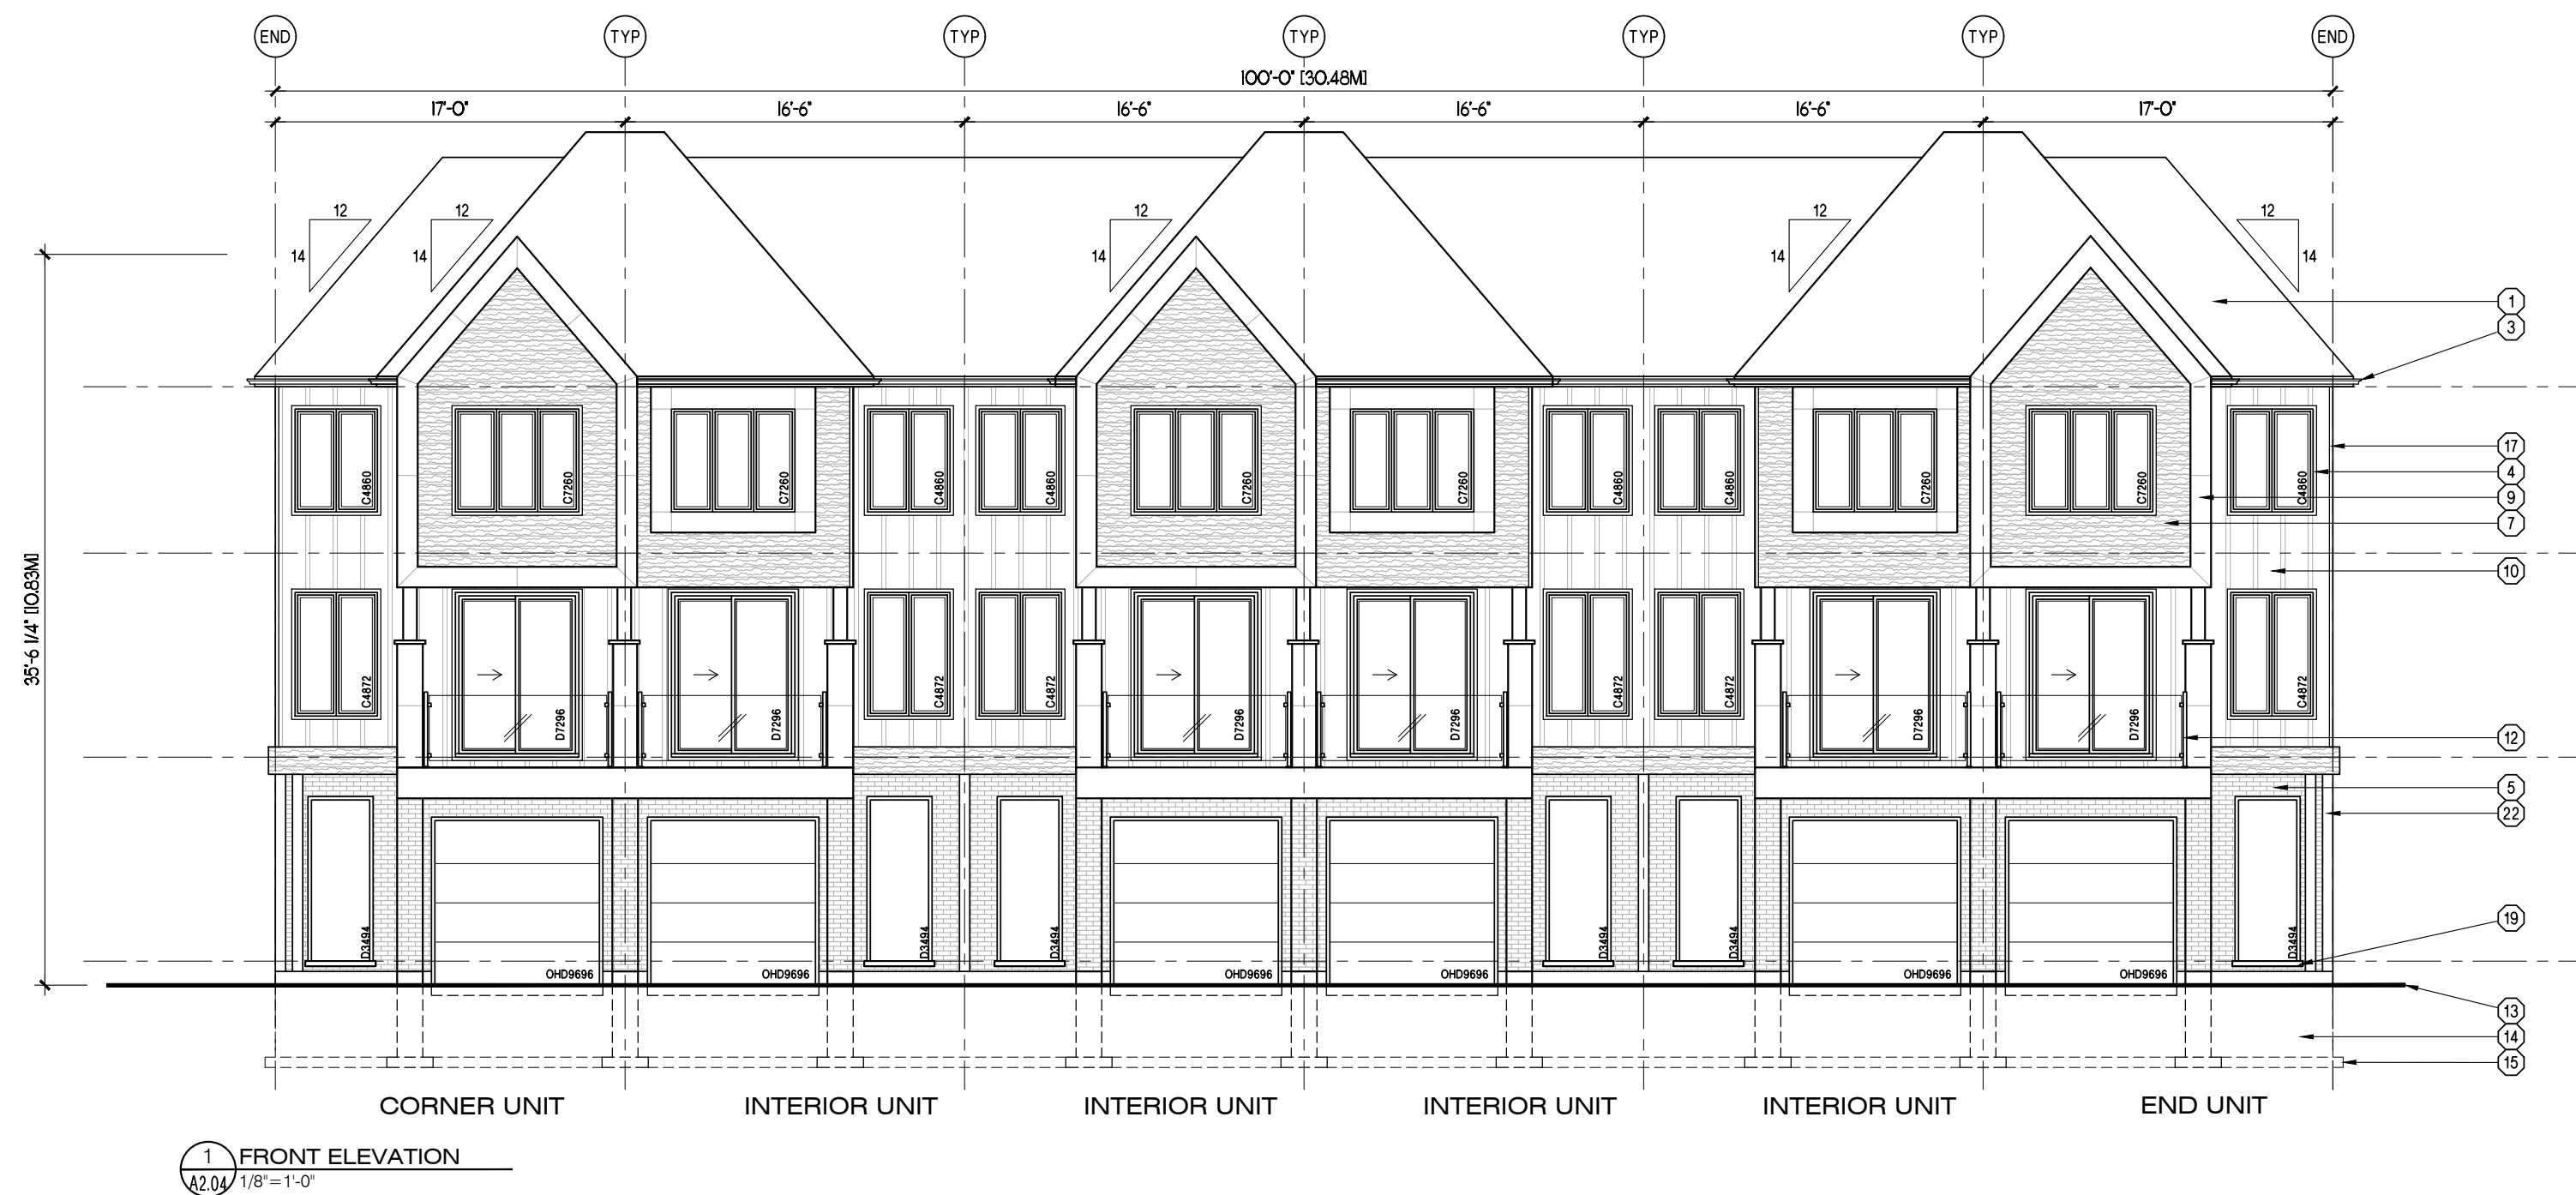 END TYP TYP TYP TYP TYP END
100'-0" [30.48M]
17'-0" 16'-6" 16'-6" 16'-6" 16'-6" 17'-0"
12 12 12 12 12
14 14 14 14 14
35'-6 1/4" [10.83M]
1
3
C4860 C7260 C7260 C4860 C4860 C7260 C7260 C4860 C4860 C7260 C7260 C4860
17
4
9
7
10
C4872 D7296 D7296 C4872 C4872 D7296 D7296 C4872 C4872 D7296 D7296 C4872
12
5
22
D3494 D3494 D3494 D3494 D3494 D3494
19
OHD9696 OHD9696 OHD9696 OHD9696 OHD9696 OHD9696
13
14
15
CORNER UNIT INTERIOR UNIT INTERIOR UNIT INTERIOR UNIT INTERIOR UNIT END UNIT
1 FRONT ELEVATION
A2.04 1/8"=1'-0"